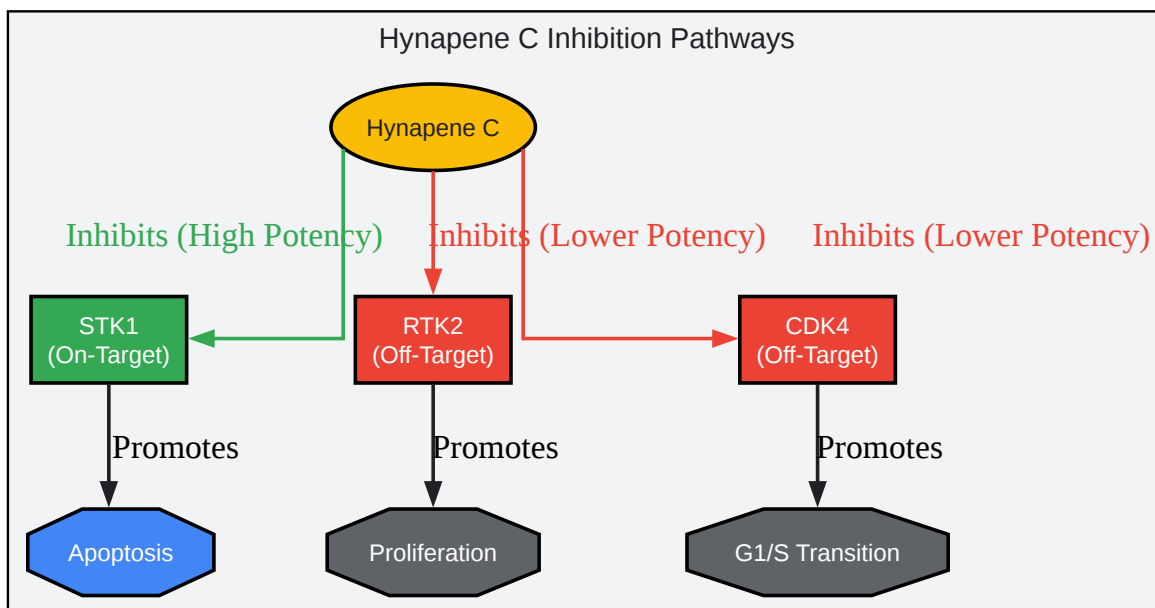 Hynapene C Inhibition Pathways
Hynapene C
Inhibits (High Potency)
Inhibits (Lower Potency)
Inhibits (Lower Potency)
STK1
(On-Target)
RTK2
(Off-Target)
CDK4
(Off-Target)
Promotes
Promotes
Promotes
Apoptosis
Proliferation
G1/S Transition